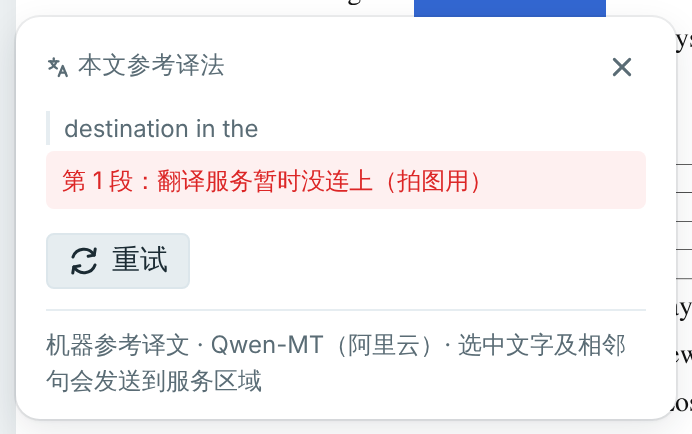 本文参考译法
destination in the
第 1 段：翻译服务暂时没连上（拍图用）
重试
机器参考译文 · Qwen-MT（阿里云）· 选中文字及相邻
句会发送到服务区域